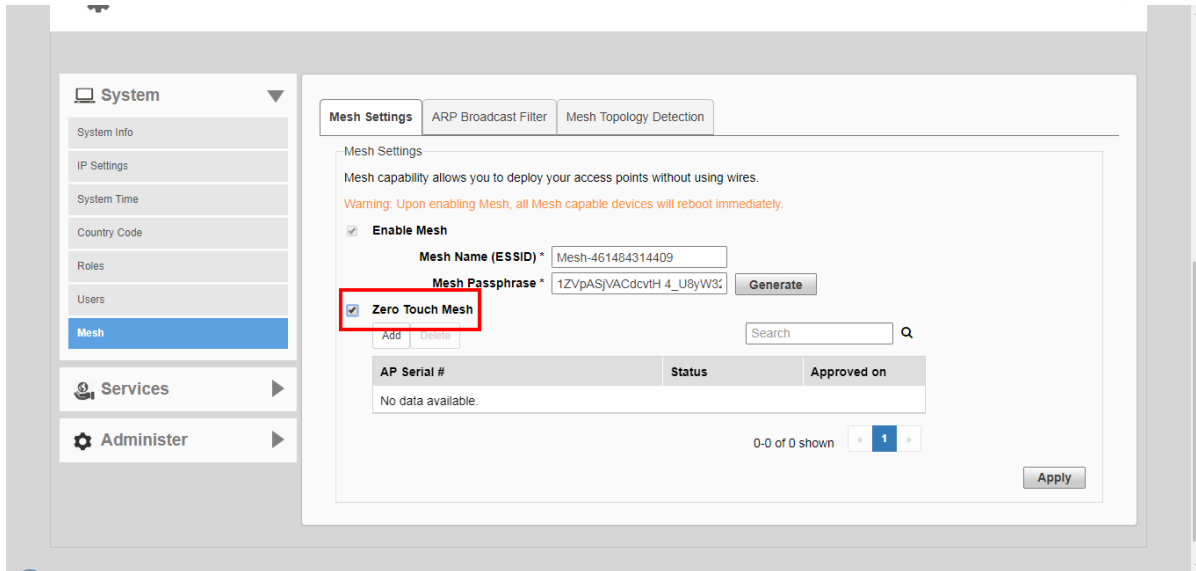 System
System Info
IP Settings
System Time
Country Code
Roles
Users
Mesh
Services
Administer
Mesh Settings ARP Broadcast Filter Mesh Topology Detection
Mesh Settings
Mesh capability allows you to deploy your access points without using wires.
Warning: Upon enabling Mesh, all Mesh capable devices will reboot immediately.
Enable Mesh
Mesh Name (ESSID) * Mesh-461484314409
Mesh Passphrase * 1ZVpASjVACdcvtH 4_U8yW32 Generate
Zero Touch Mesh
Add Delete Search
AP Serial # Status Approved on
No data available.
0-0 of 0 shown « 1 »
Apply